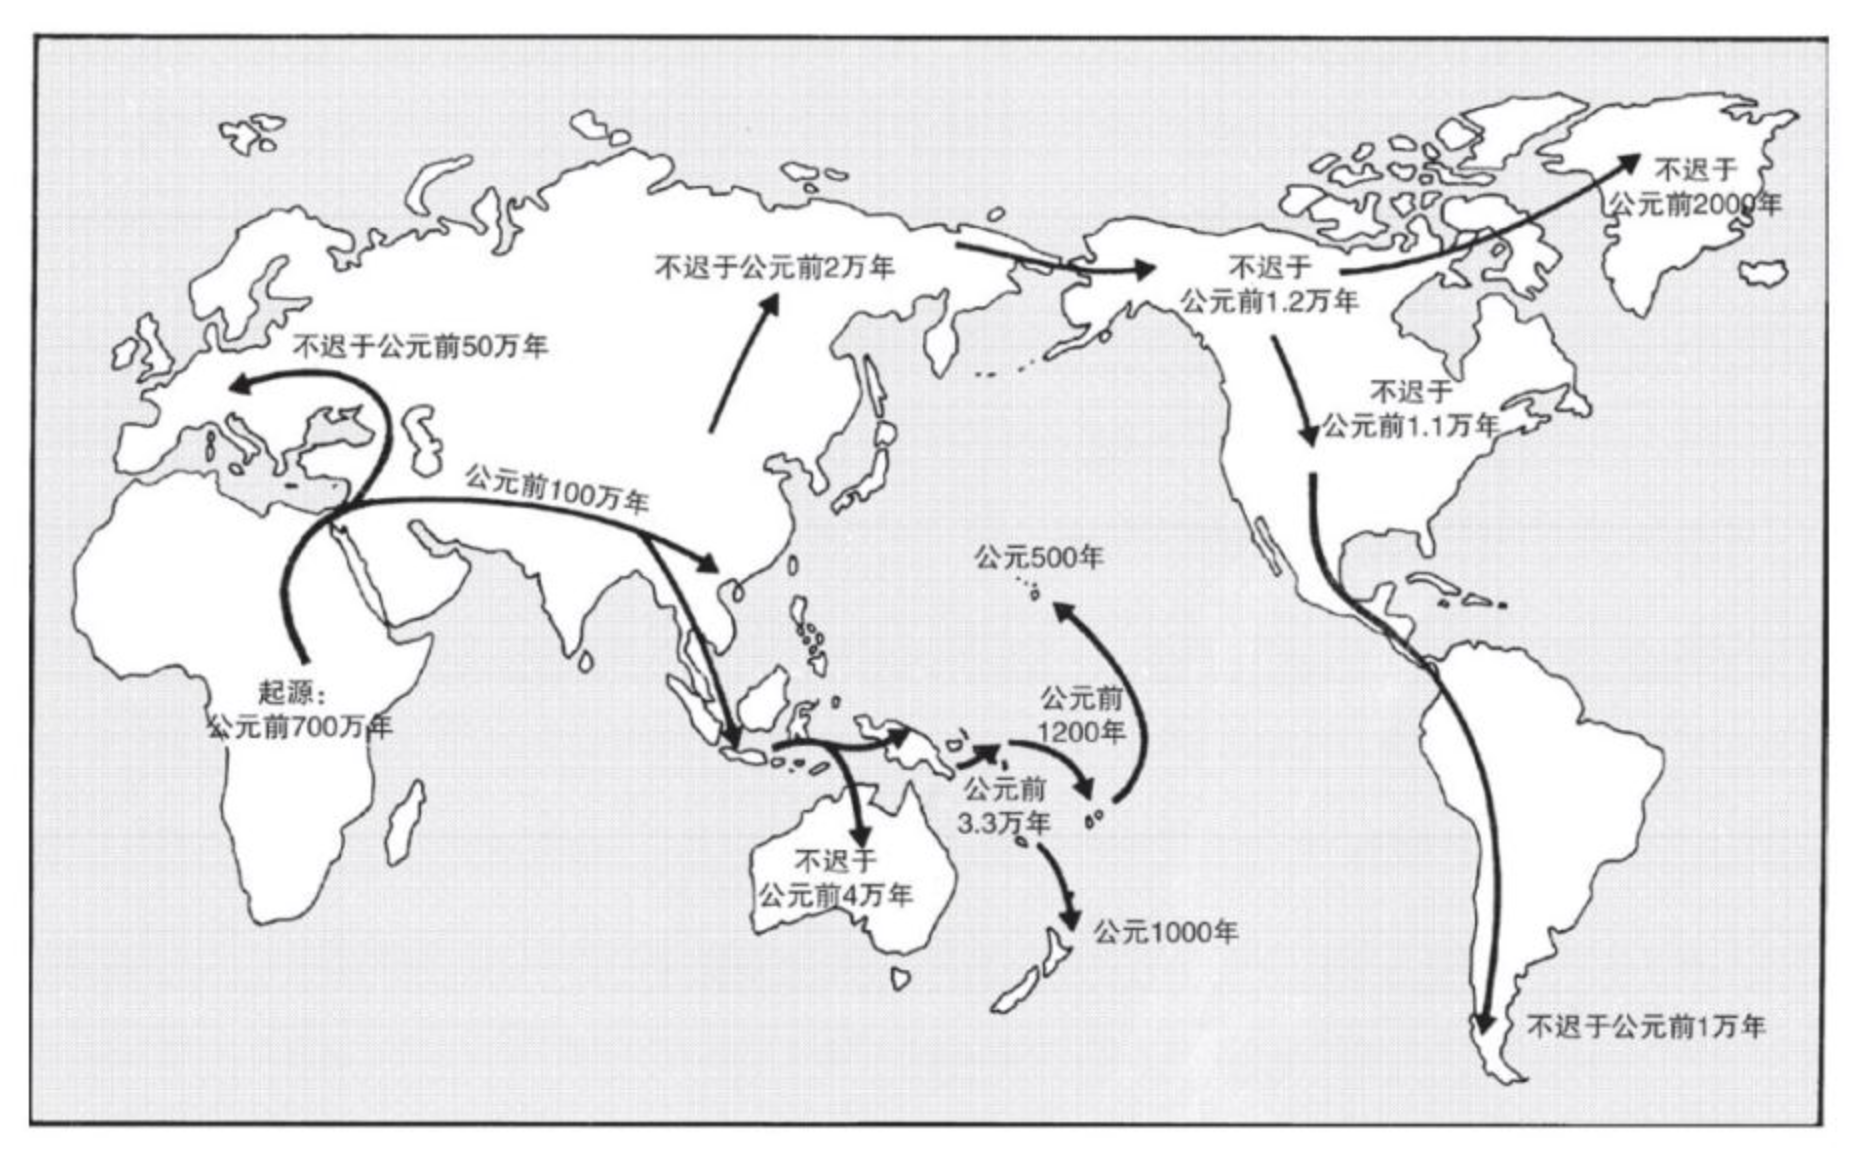 不迟于
公元前2000年
不迟于公元前2万年
不迟于
公元前1.2万年
不迟于公元前50万年
不迟于
公元前1.1万年
公元前100万年
公元500年
起源：
公元前700万年
公元前
1200年
公元前
3.3万年
不迟于
公元前4万年
公元1000年
不迟于公元前1万年